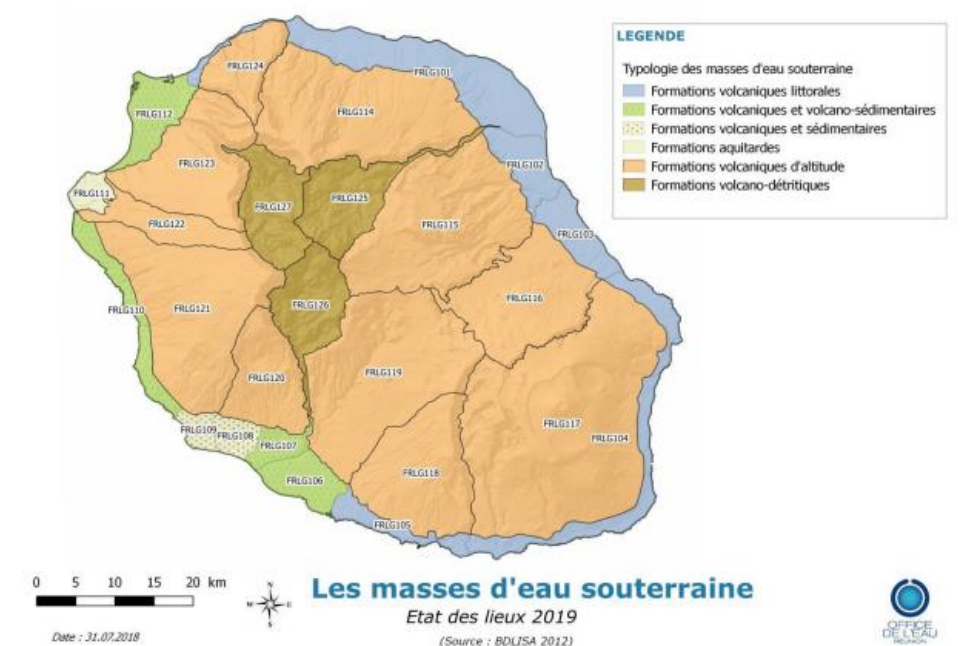 LEGENDE
Typologie des masses d'eau souterraine
Formations volcaniques littorales
Formations volcaniques et volcano-sédimentaires
Formations volcaniques et sédimentaires
Formations aquitardes
Formations volcaniques d'altitude
Formations volcano-détritiques
FRLG124
FRLG101
FRLG112
FRLG114
FRLG123
FRLG102
FRLG111
FRLG127
FRLG125
FRLG122
FRLG115
FRLG103
FRLG126
FRLG116
FRLG110
FRLG121
FRLG120
FRLG119
FRLG117
FRLG104
FRLG109
FRLG108
FRLG107
FRLG118
FRLG106
FRLG105
0 5 10 15 20 km
N
W E
S
Les masses d'eau souterraine
Etat des lieux 2019
(Source : BDLISA 2012)
Date : 31.07.2018
OFFICE
DE L'EAU
REUNION